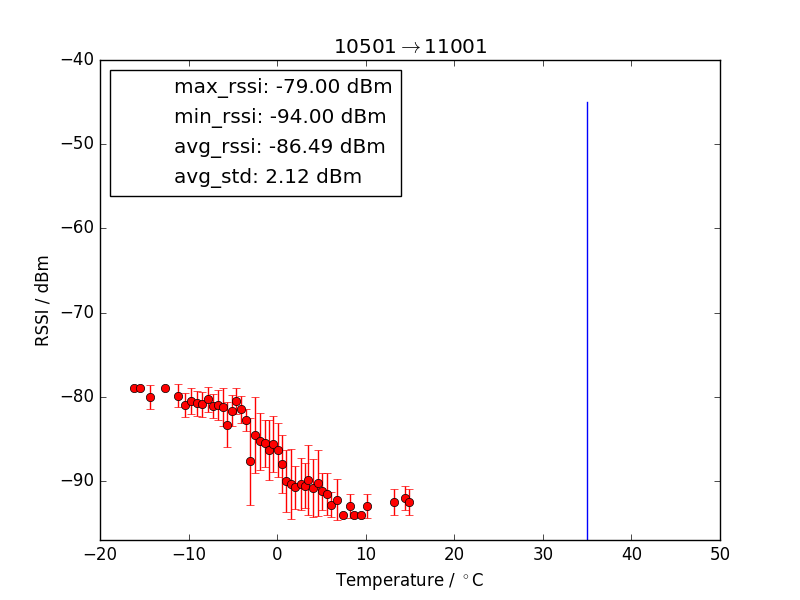 10501→11001
max_rssi: -79.00 dBm
min_rssi: -94.00 dBm
avg_rssi: -86.49 dBm
avg_std: 2.12 dBm
−40
−50
−60
−70
−80
−90
RSSI / dBm
−20 −10 0 10 20 30 40 50
Temperature / °C